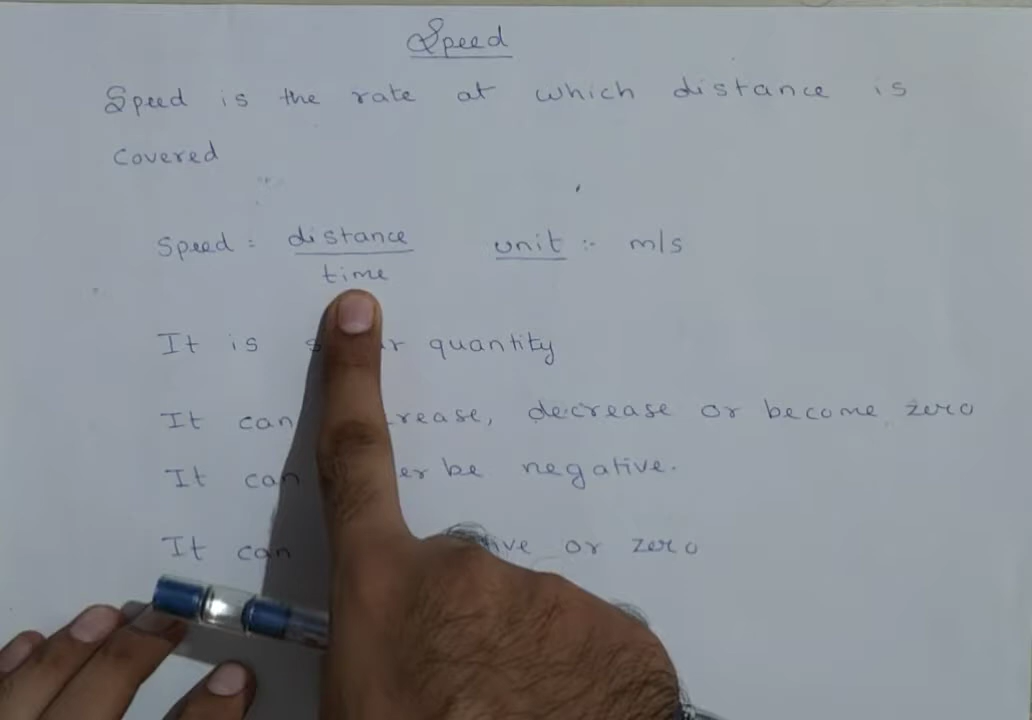 Speed
Speed is the rate at which distance is
covered
Speed = distance
time
unit :- m/s
It is quantity
It can decrease or become zero
It can be negative.
It can or zero